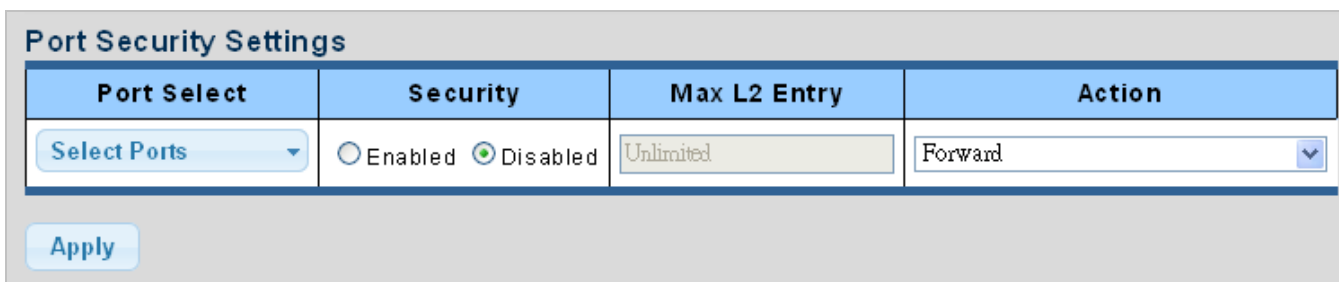 Port Security Settings
Port Select Security Max L2 Entry Action
Select Ports Enabled Disabled Unlimited Forward
Apply